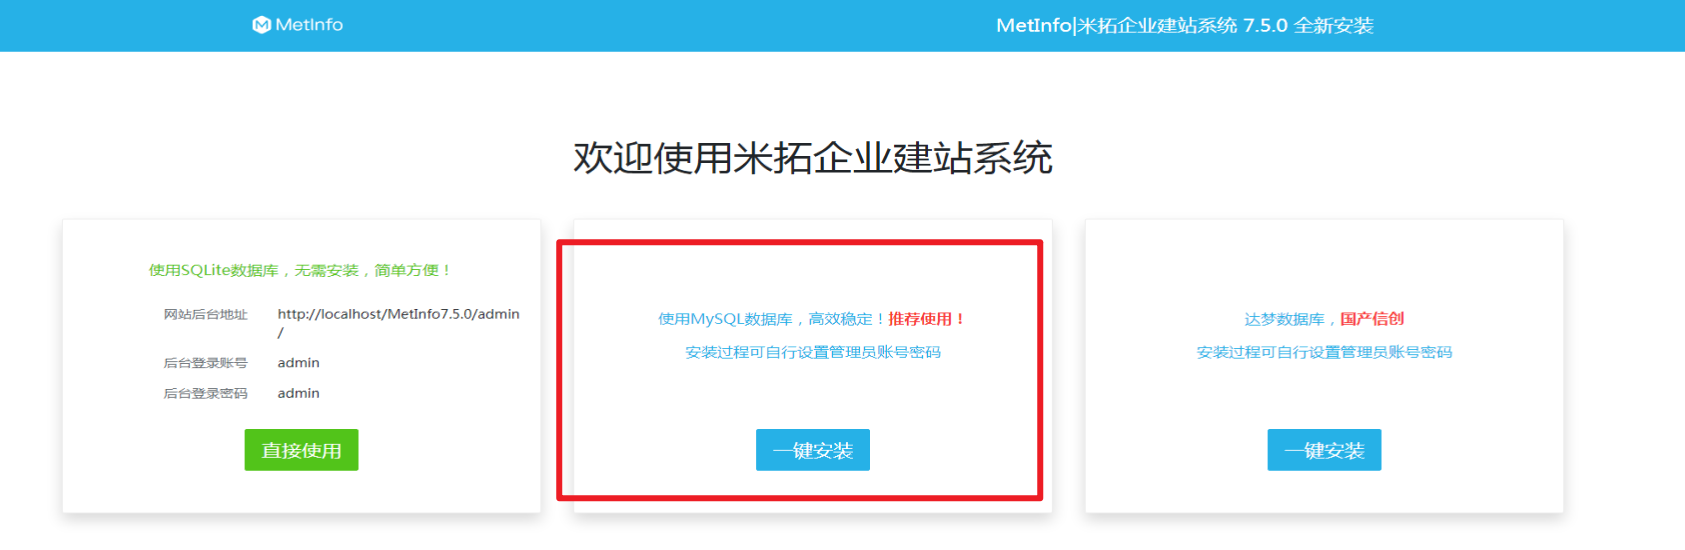 MetInfo
MetInfo|米拓企业建站系统 7.5.0 全新安装
欢迎使用米拓企业建站系统
使用SQLite数据库，无需安装，简单方便！
网站后台地址 http://localhost/MetInfo7.5.0/admin
/
后台登录账号 admin
后台登录密码 admin
直接使用
使用MySQL数据库，高效稳定！推荐使用！
安装过程可自行设置管理员账号密码
一键安装
达梦数据库，国产信创
安装过程可自行设置管理员账号密码
一键安装